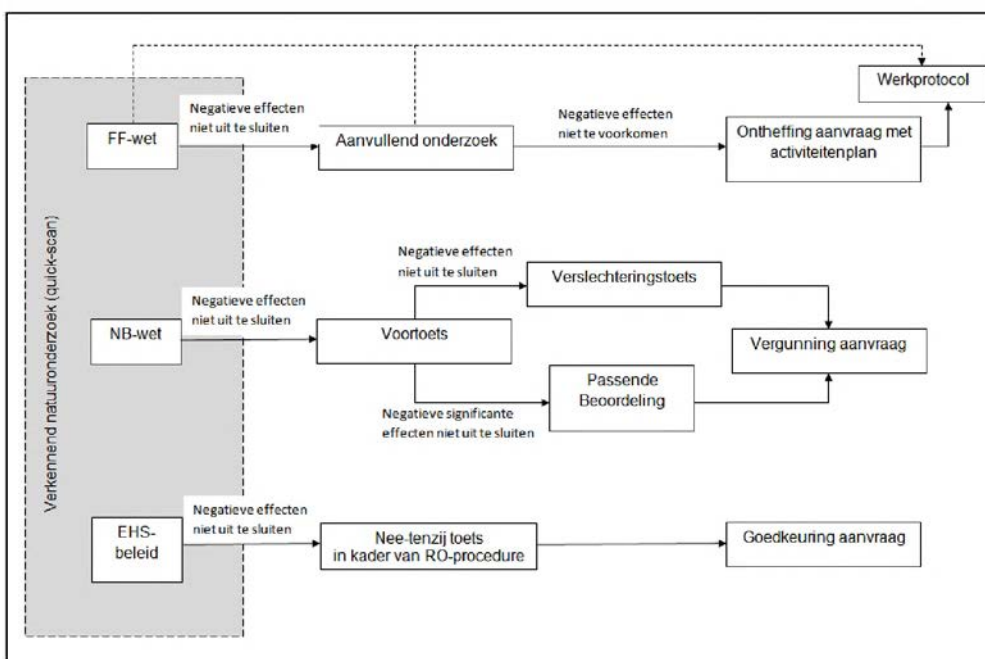 Werkprotocol
Negatieve effecten
niet uit te sluiten
FF-wet
Aanvullend onderzoek
Negatieve effecten
niet te voorkomen
Ontheffing aanvraag met
activiteitenplan
Verkennend natuuronderzoek (quick-scan)
Negatieve effecten
niet uit te sluiten
NB-wet
Voortoets
Negatieve effecten
niet uit te sluiten
Verslechteringstoets
Negatieve significante
effecten niet uit te sluiten
Passende
Beoordeling
Vergunning aanvraag
Negatieve effecten
niet uit te sluiten
EHS-
beleid
Nee-tenzij toets
in kader van RO-procedure
Goedkeuring aanvraag